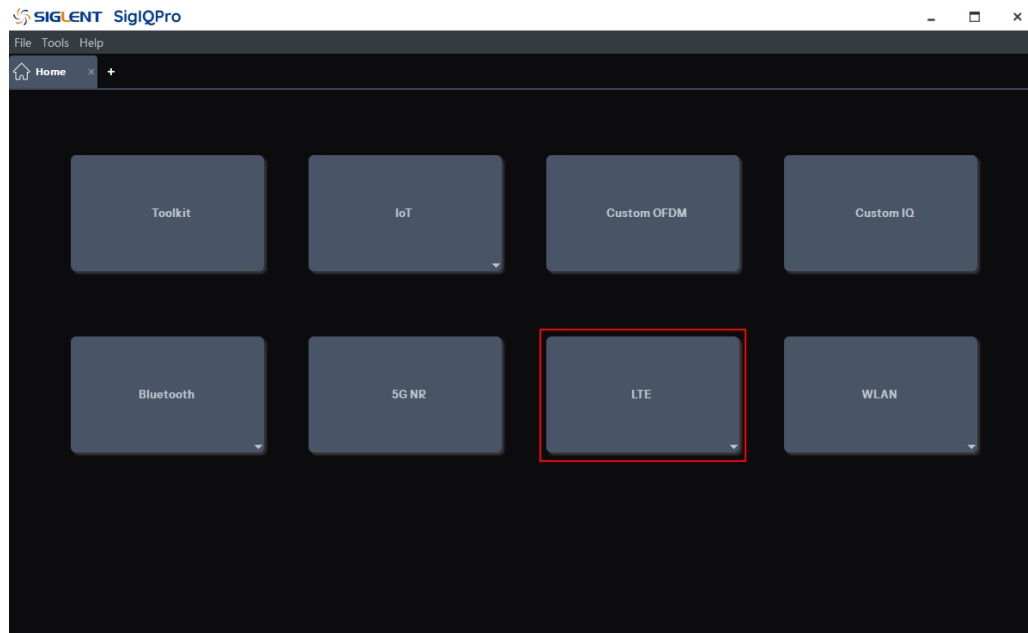 SIGLENT SigIQPro
File Tools Help
Home × +
Toolkit
IoT
Custom OFDM
Custom IQ
Bluetooth
5G NR
LTE
WLAN